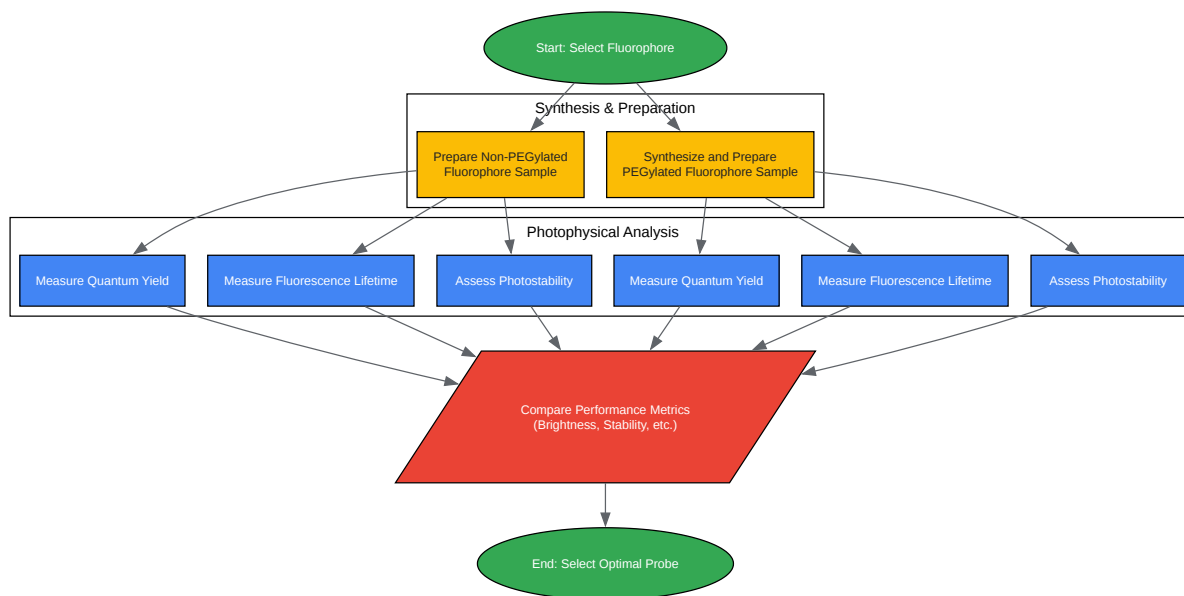 Start: Select Fluorophore
Synthesis & Preparation
Prepare Non-PEGylated
Fluorophore Sample
Synthesize and Prepare
PEGylated Fluorophore Sample
Photophysical Analysis
Measure Quantum Yield
Measure Fluorescence Lifetime
Assess Photostability
Measure Quantum Yield
Measure Fluorescence Lifetime
Assess Photostability
Compare Performance Metrics
(Brightness, Stability, etc.)
End: Select Optimal Probe